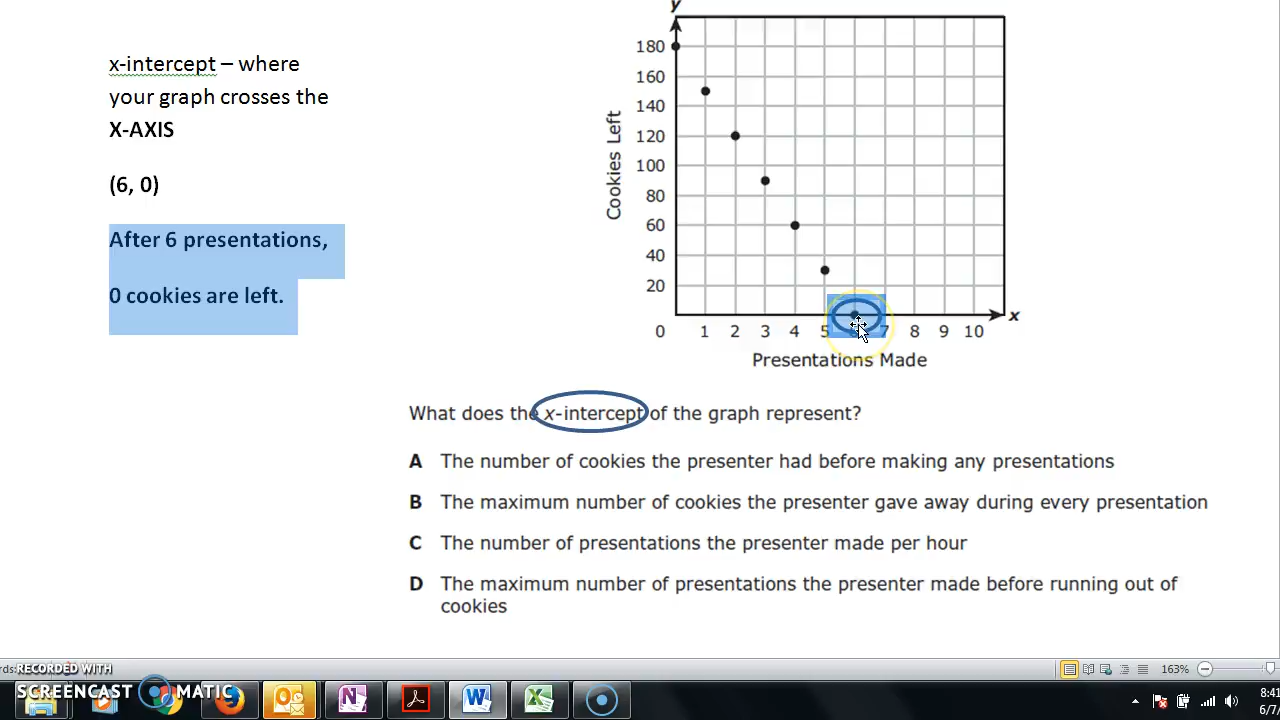 x-intercept – where
your graph crosses the
X-AXIS
(6, 0)
After 6 presentations,
0 cookies are left.
y
180
160
140
120
100
80
60
40
20
Cookies Left
0 1 2 3 4 5 7 8 9 10
x
Presentations Made
What does the x-intercept of the graph represent?
A The number of cookies the presenter had before making any presentations
B The maximum number of cookies the presenter gave away during every presentation
C The number of presentations the presenter made per hour
D The maximum number of presentations the presenter made before running out of
cookies
163%
RECORDED WITH
SCREENCAST MATIC
8:41
6/7/